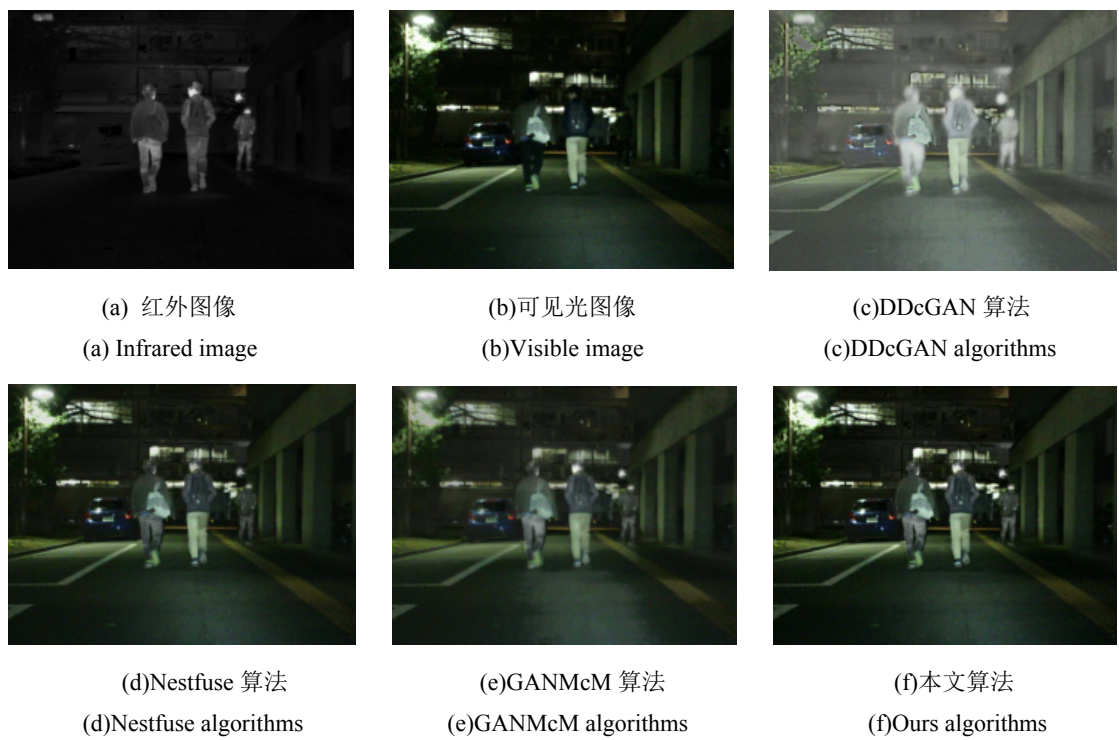 (a) 红外图像
(b)可见光图像
(c)DDcGAN 算法
(a) Infrared image
(b)Visible image
(c)DDcGAN algorithms
(d)Nestfuse 算法
(e)GANMcM 算法
(f)本文算法
(d)Nestfuse algorithms
(e)GANMcM algorithms
(f)Ours algorithms